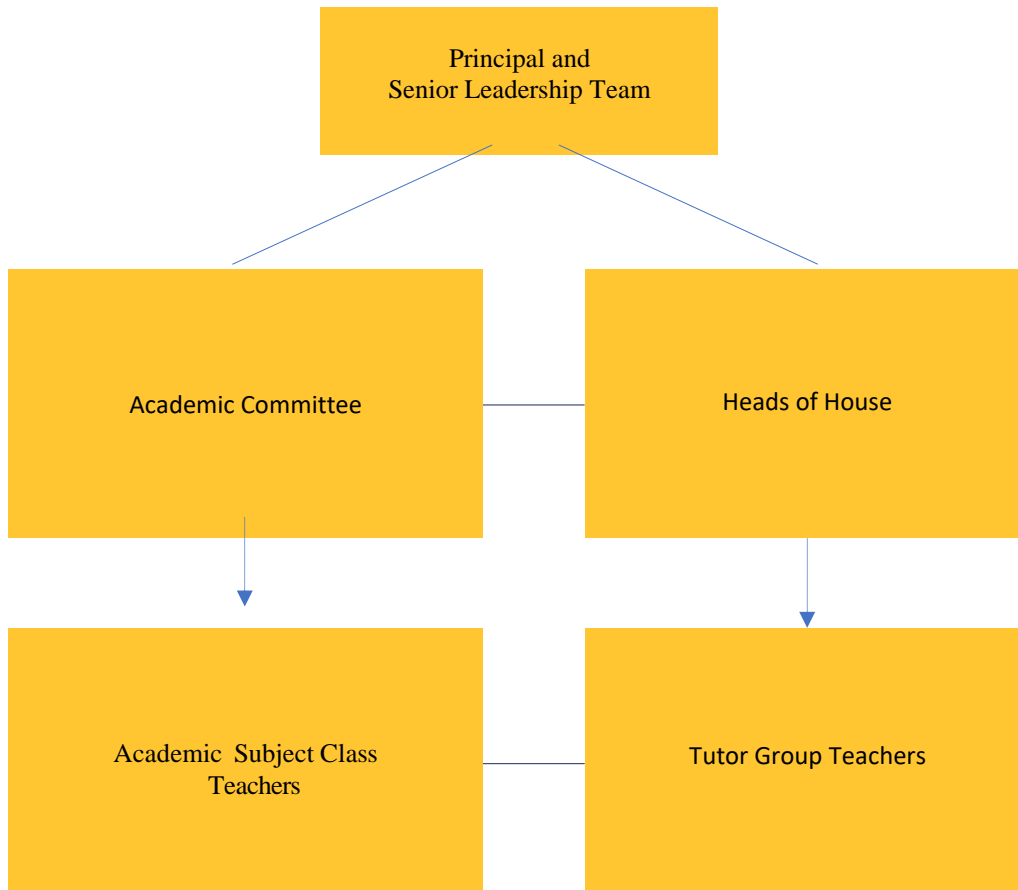 Principal and
Senior Leadership Team
Academic Committee
Heads of House
Academic  Subject Class
Teachers
Tutor Group Teachers